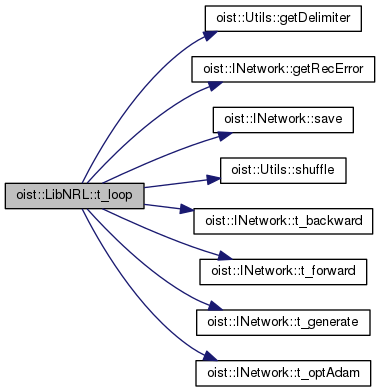 oist::Utils::getDelimiter
oist::INetwork::getRecError
oist::INetwork::save
oist::Utils::shuffle
oist::LibNRL::t_loop
oist::INetwork::t_backward
oist::INetwork::t_forward
oist::INetwork::t_generate
oist::INetwork::t_optAdam